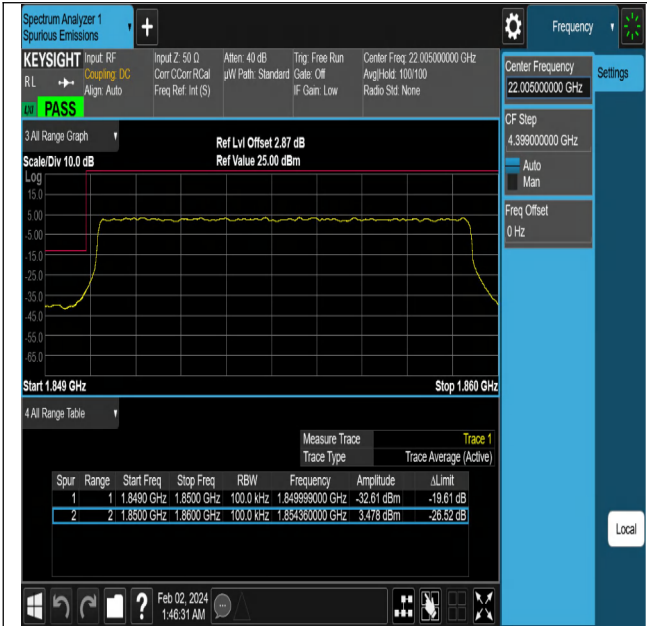 Spectrum Analyzer 1
Spurious Emissions
+
Frequency
KEYSIGHT
Input: RF
Coupling: DC
Align: Auto
Input Z: 50 Ω
Corr CCorr RCal
Freq Ref: Int (S)
Atten: 40 dB
µW Path: Standard
Trig: Free Run
Gate: Off
IF Gain: Low
Center Freq: 22.005000000 GHz
Avg|Hold: 100/100
Radio Std: None
R L
LXI
PASS
Center Frequency
22.005000000 GHz
Settings
CF Step
4.399000000 GHz
Auto
Man
Freq Offset
0 Hz
3 All Range Graph
Ref Lvl Offset 2.87 dB
Scale/Div 10.0 dB
Ref Value 25.00 dBm
Log
15.0
5.00
-5.00
-15.0
-25.0
-35.0
-45.0
-55.0
-65.0
Start 1.849 GHz
Stop 1.860 GHz
4 All Range Table
Measure Trace Trace 1
Trace Type Trace Average (Active)
Spur Range Start Freq Stop Freq RBW Frequency Amplitude ΔLimit
1 1 1.8490 GHz 1.8500 GHz 100.0 kHz 1.849999000 GHz -32.61 dBm -19.61 dB
2 2 1.8500 GHz 1.8600 GHz 100.0 kHz 1.854360000 GHz 3.478 dBm -26.52 dB
Local
?
Feb 02, 2024
1:46:31 AM